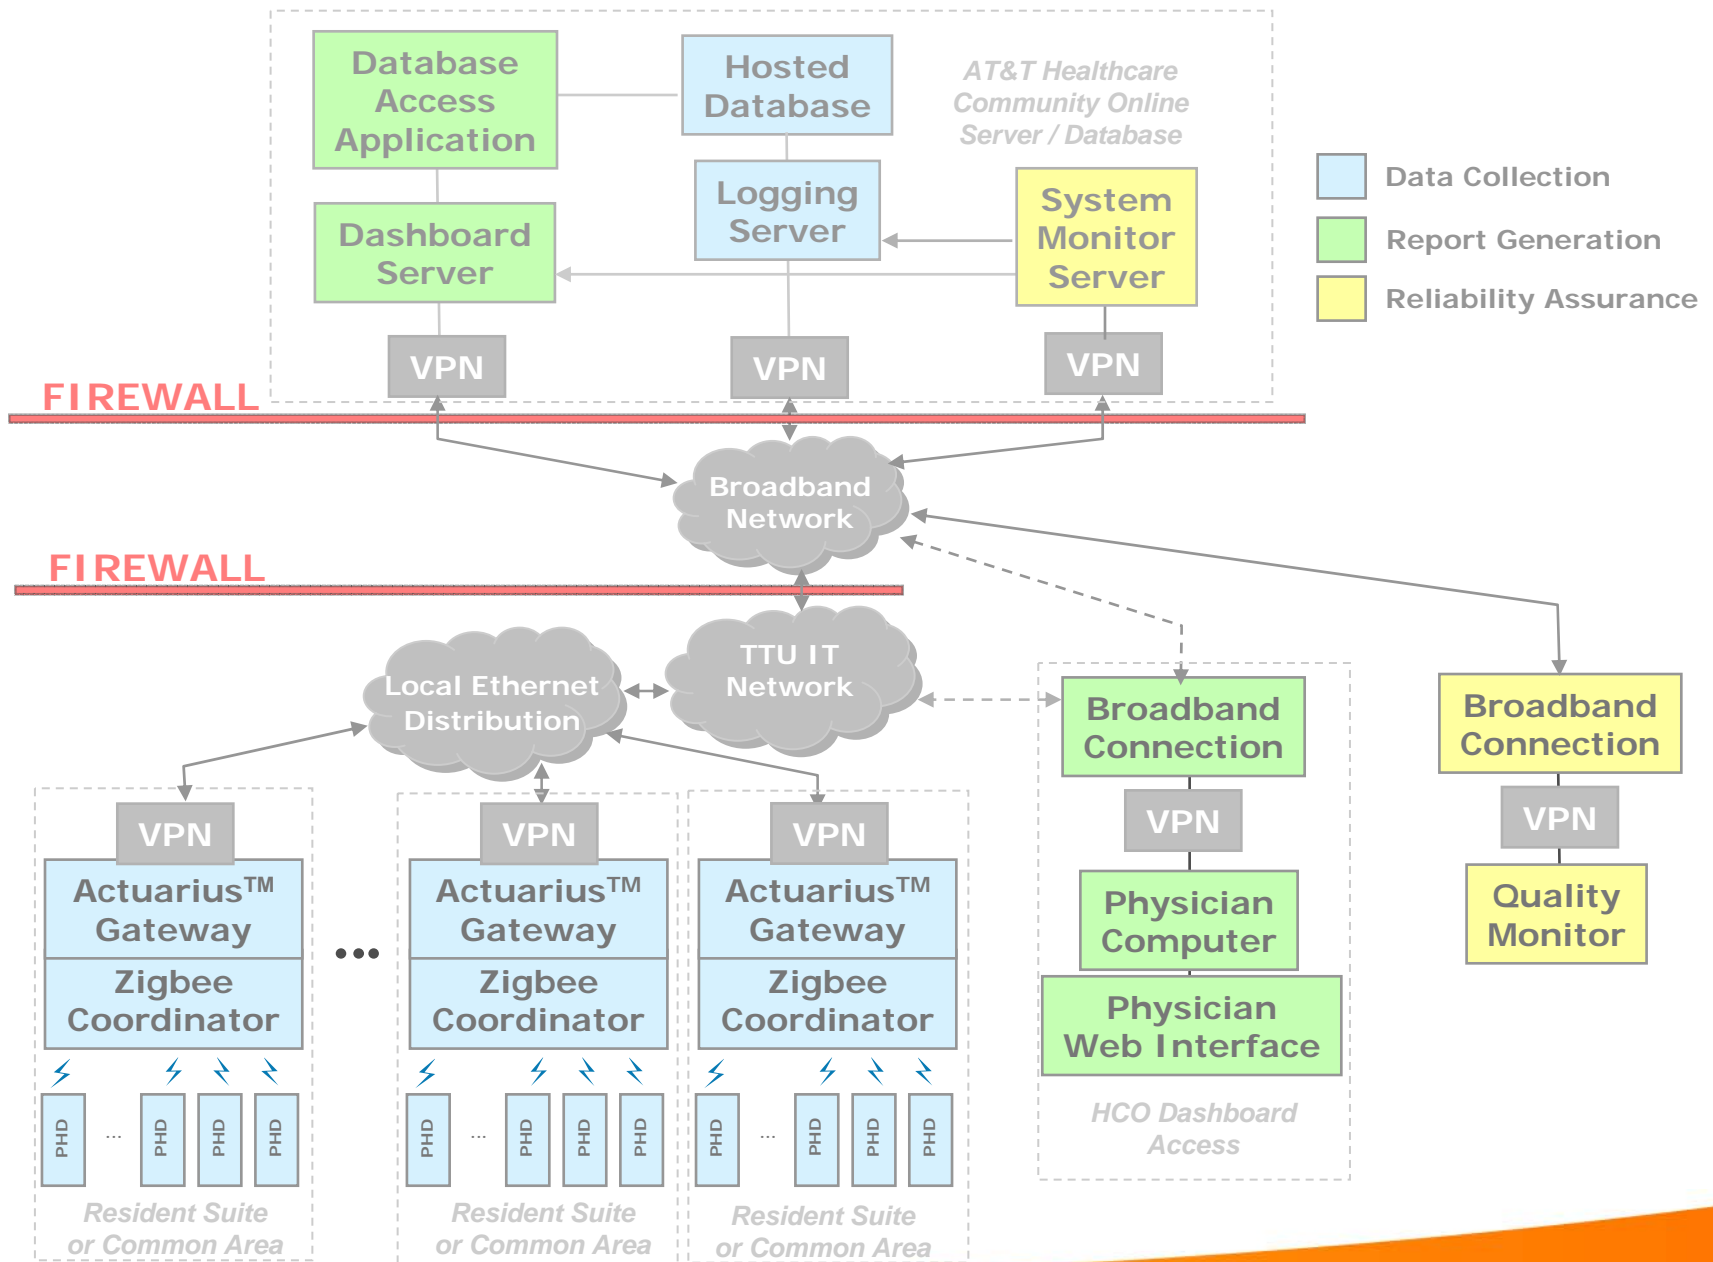 Database
Access
Application
Hosted
Database
AT&T Healthcare
Community Online
Server / Database
Logging
Server
System
Monitor
Server
Dashboard
Server
Data Collection
Report Generation
Reliability Assurance
VPN
VPN
VPN
FIREWALL
Broadband
Network
FIREWALL
TTU IT
Network
Local Ethernet
Distribution
Broadband
Connection
Broadband
Connection
VPN
VPN
VPN
VPN
VPN
Actuarius™
Gateway
Actuarius™
Gateway
Actuarius™
Gateway
•••
Physician
Computer
Quality
Monitor
Zigbee
Coordinator
Zigbee
Coordinator
Zigbee
Coordinator
Physician
Web Interface
PHD
...
PHD
PHD
PHD
PHD
...
PHD
PHD
PHD
PHD
...
PHD
PHD
PHD
HCO Dashboard
Access
Resident Suite
or Common Area
Resident Suite
or Common Area
Resident Suite
or Common Area